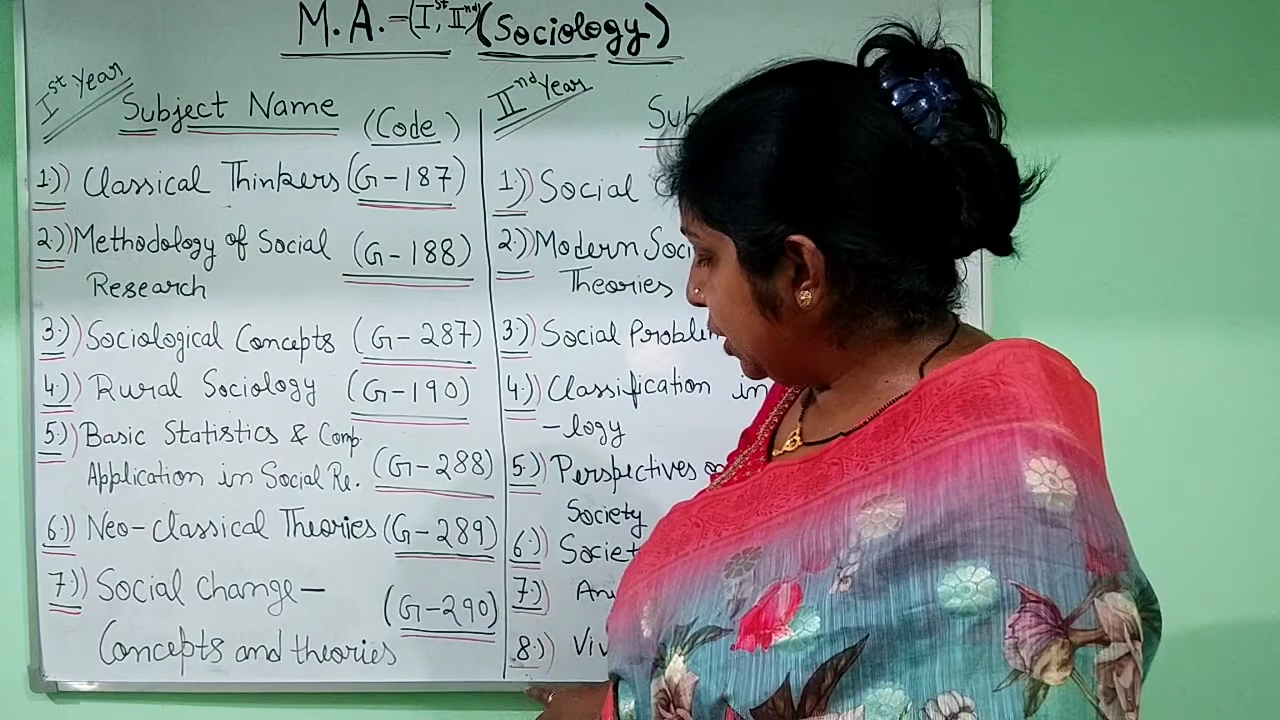 M.A.-(Ist, IInd) (Sociology)
Ist Year
Subject Name (Code)
1.) Classical Thinkers (G-187)
2.) Methodology of Social (G-188)
Research
3.) Sociological Concepts (G-287)
4.) Rural Sociology (G-190)
5.) Basic Statistics & Comp.
Application in Social Re. (G-288)
6.) Neo-Classical Theories (G-289)
7.) Social Change-
(G-290)
Concepts and theories
IInd Year
1.) Social
2.) Modern
Theories
3.) Social
4.) Classification in
-logy
5.) Perspectives
Society
6.)
7.)
8.)